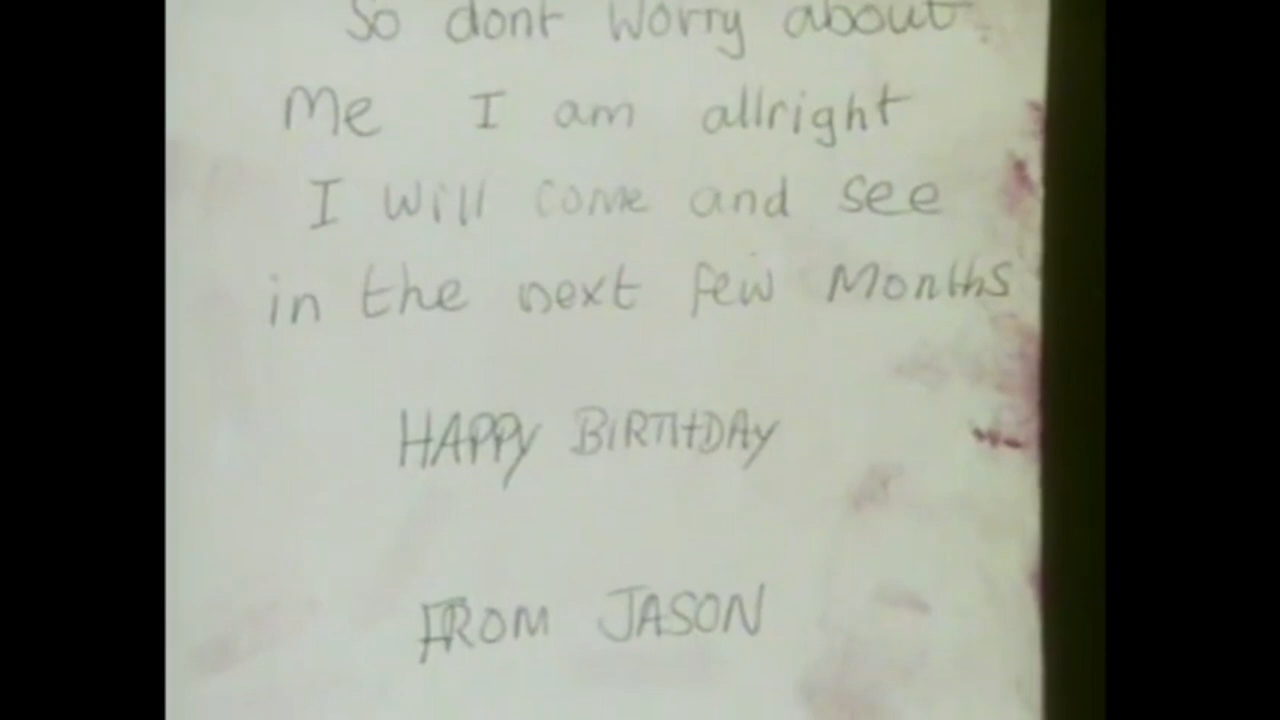 So dont worry about
Me I am allright
I will come and see
in the next few Months
HAPPY BIRTHDAY
FROM JASON